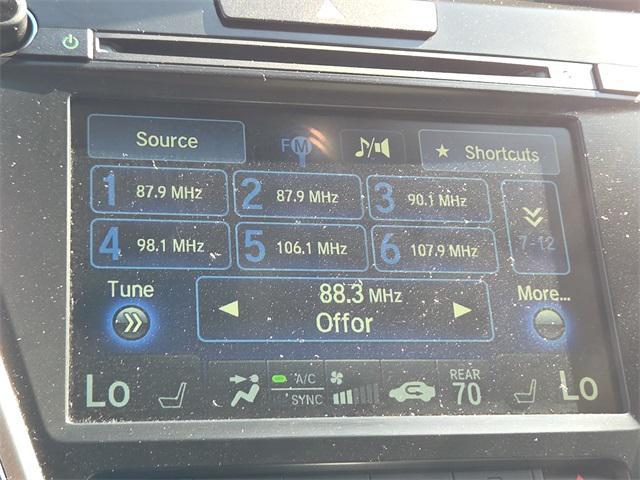 Source
FM
★ Shortcuts
1 87.9 MHz
2 87.9 MHz
3 90.1 MHz
4 98.1 MHz
5 106.1 MHz
6 107.9 MHz
7-12
Tune
88.3 MHz
Offor
More...
Lo
A/C
SYNC
REAR
70
Lo